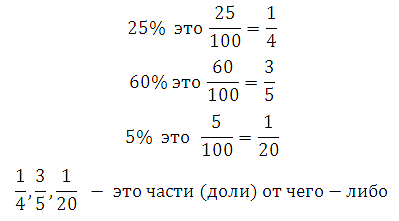 25% это 25/100 = 1/4
60% это 60/100 = 3/5
5% это 5/100 = 1/20
1/4, 3/5, 1/20 − это части (доли) от чего − либо